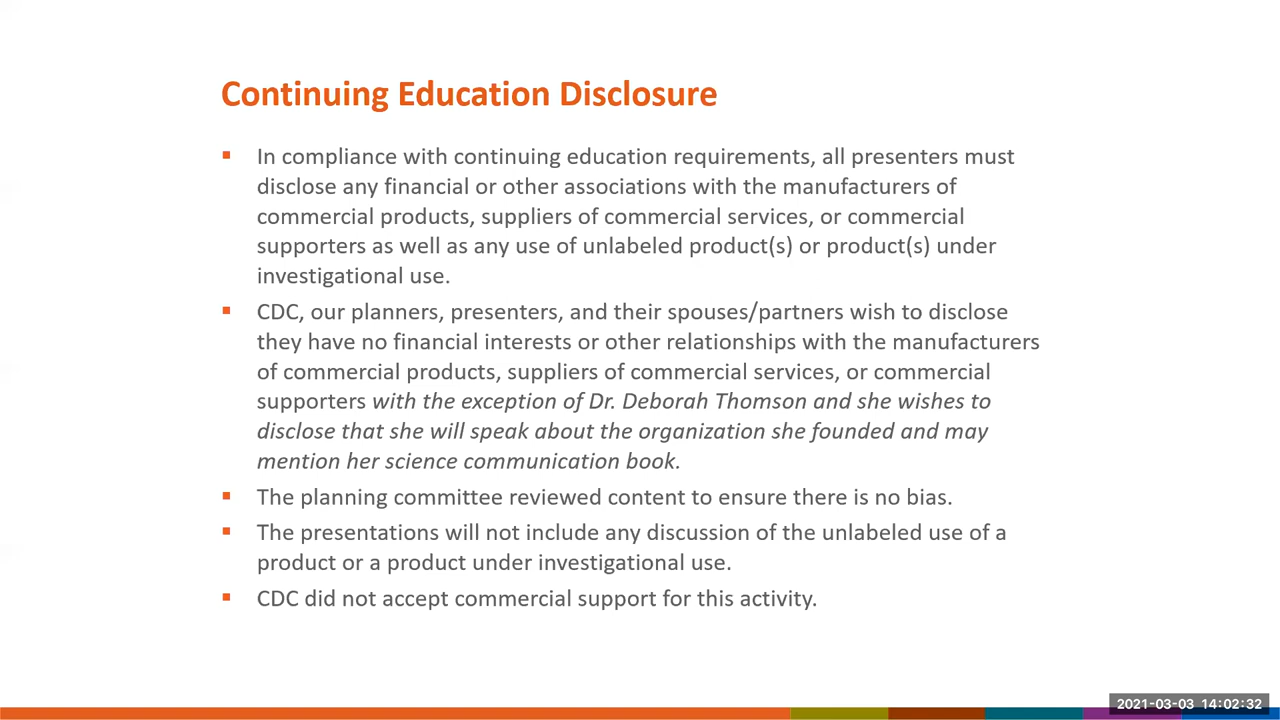 Continuing Education Disclosure
▪ In compliance with continuing education requirements, all presenters must
disclose any financial or other associations with the manufacturers of
commercial products, suppliers of commercial services, or commercial
supporters as well as any use of unlabeled product(s) or product(s) under
investigational use.
▪ CDC, our planners, presenters, and their spouses/partners wish to disclose
they have no financial interests or other relationships with the manufacturers
of commercial products, suppliers of commercial services, or commercial
supporters with the exception of Dr. Deborah Thomson and she wishes to
disclose that she will speak about the organization she founded and may
mention her science communication book.
▪ The planning committee reviewed content to ensure there is no bias.
▪ The presentations will not include any discussion of the unlabeled use of a
product or a product under investigational use.
▪ CDC did not accept commercial support for this activity.
2021-03-03 14:02:32